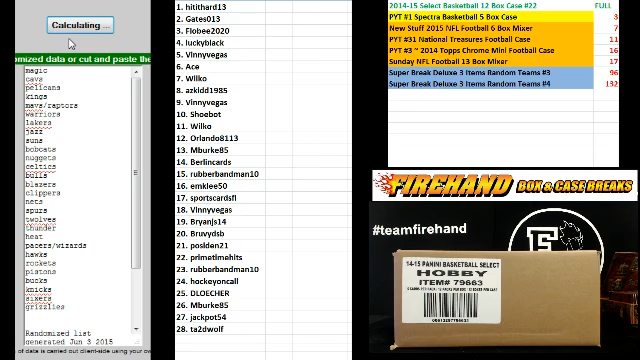 Calculating ...
omized data or cut and paste the
magic
cavs
pelicans
kings
mavs/raptors
warriors
lakers
jazz
suns
bobcats
nuggets
celtics
bulls
blazers
clippers
nets
spurs
twolves
thunder
heat
pacers/wizards
hawks
rockets
pistons
bucks
knicks
sixers
grizzlies
Randomized list
generated Jun 3 2015
of data is carried out client-side using your ow
1. hitithard13
2. Gates013
3. Flobee2020
4. luckyblack
5. Vinnyvegas
6. Ace
7. Wilko
8. azkidd1985
9. Vinnyvegas
10. Shoebot
11. Wilko
12. Orlando8113
13. Mburke85
14. Berlincards
15. rubberbandman10
16. emklee50
17. sportscardsfl
18. Vinnyvegas
19. Bryanjs14
20. Bruvydsb
21. posiden21
22. primetimehits
23. rubberbandman10
24. hockeyoncall
25. DLOECHER
26. Mburke85
27. jackpot54
28. ta2dwolf
2014-15 Select Basketball 12 Box Case #22 FULL
PYT #1 Spectra Basketball 5 Box Case 3
New Stuff 2015 NFL Football 6 Box Mixer 7
PYT #31 National Treasures Football Case 11
PYT #3 ~ 2014 Topps Chrome Mini Football Case 16
Sunday NFL Football 13 Box Mixer 17
Super Break Deluxe 3 Items Random Teams #3 96
Super Break Deluxe 3 Items Random Teams #4 132
FIREHAND BOX & CASE BREAKS
#teamfirehand
F
14-15 PANINI BASKETBALL SELECT
HOBBY
ITEM# 79663